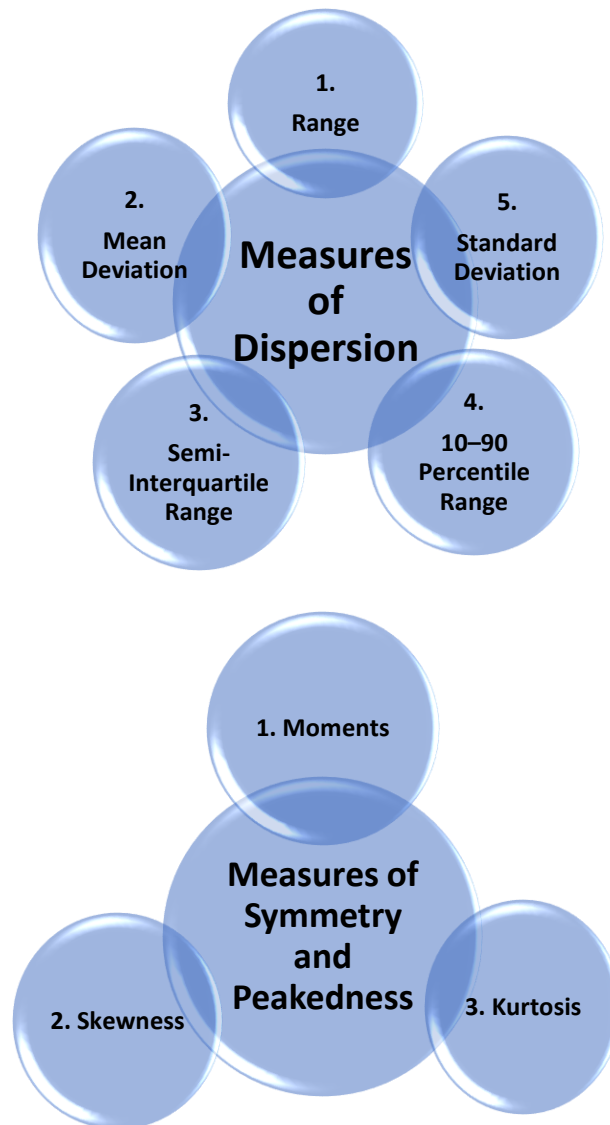 1.
Range
2.
Mean
Deviation
Measures
of
Dispersion
5.
Standard
Deviation
3.
Semi-
Interquartile
Range
4.
10–90
Percentile
Range
1. Moments
Measures of
Symmetry
and
Peakedness
2. Skewness
3. Kurtosis